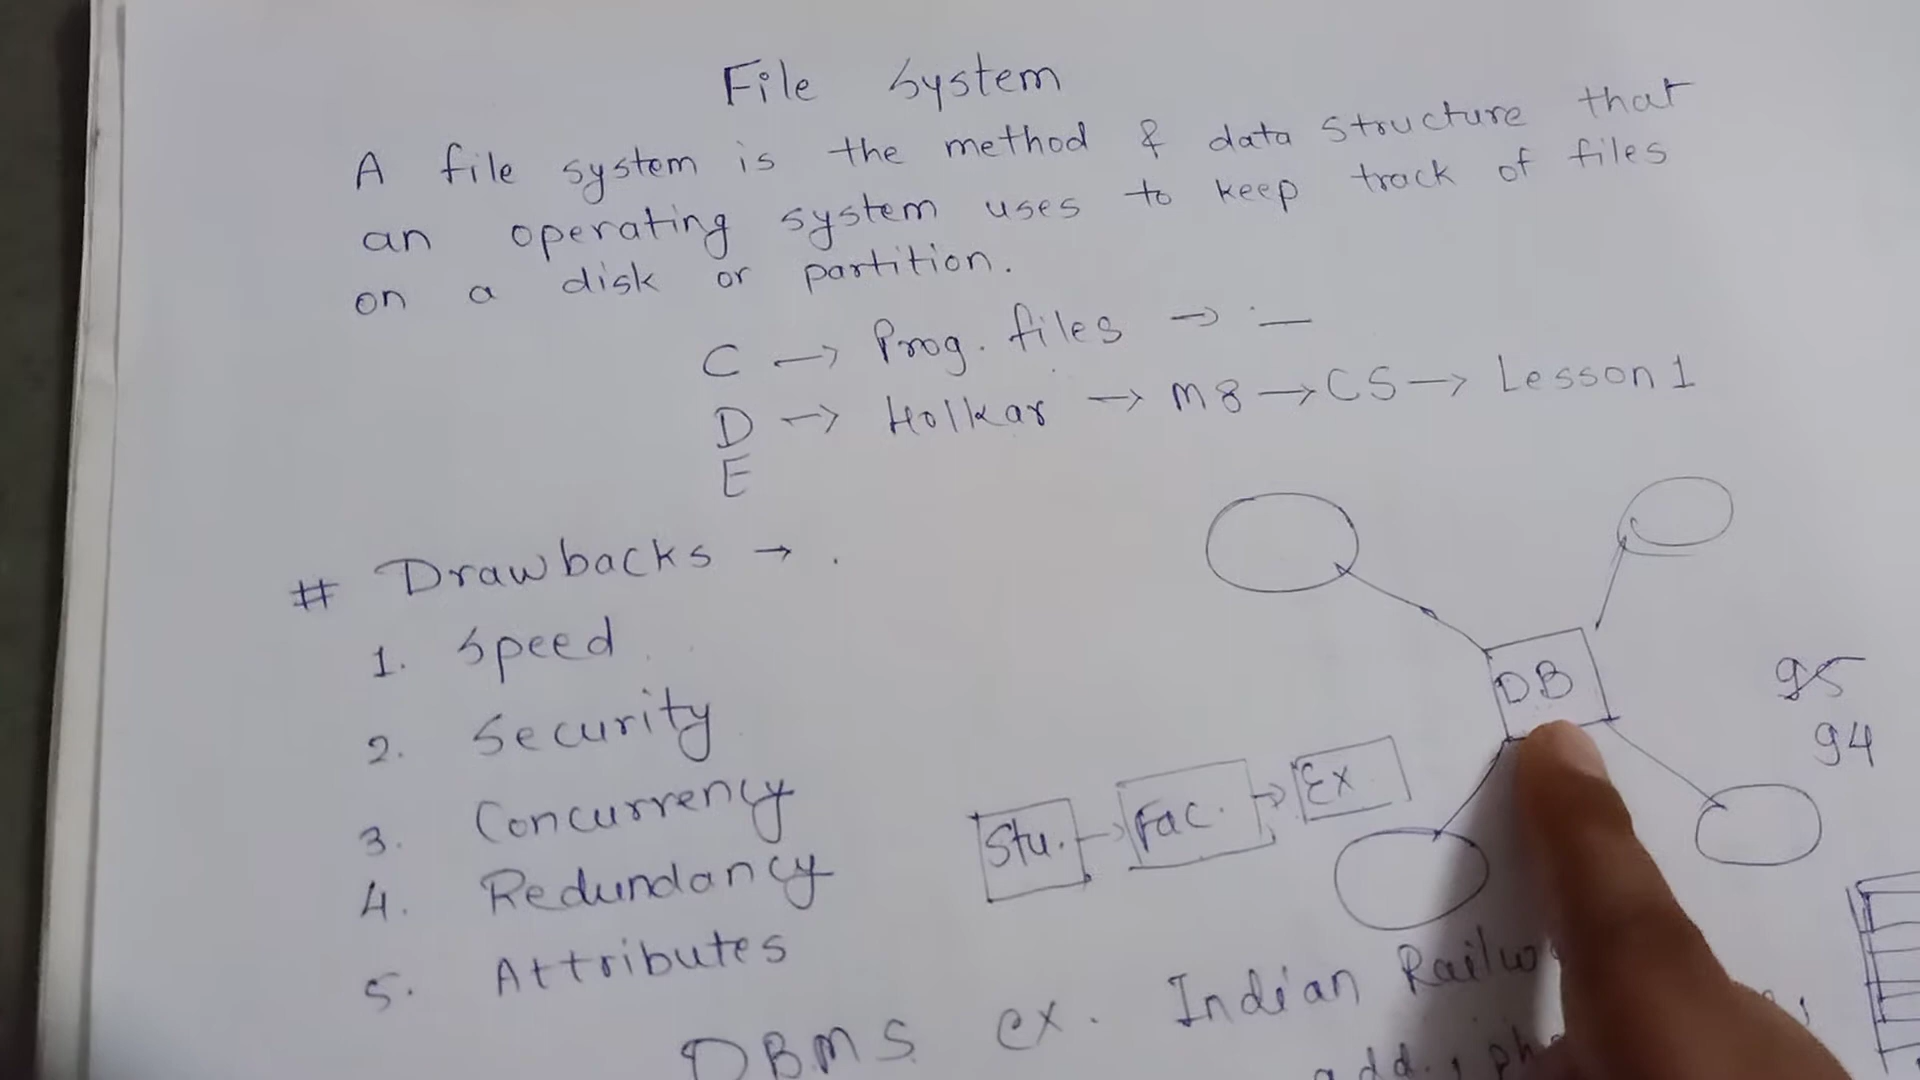 File System
A file system is the method & data structure that
an operating system uses to keep track of files
on a disk or partition.
C → Prog. files → —
D → Holkar → M8 → CS → Lesson 1
E
# Drawbacks →
1. Speed
2. Security
3. Concurrency
4. Redundancy
5. Attributes
DB
95
94
Stu. → Fac. → Ex
DBMS ex. Indian
add.,